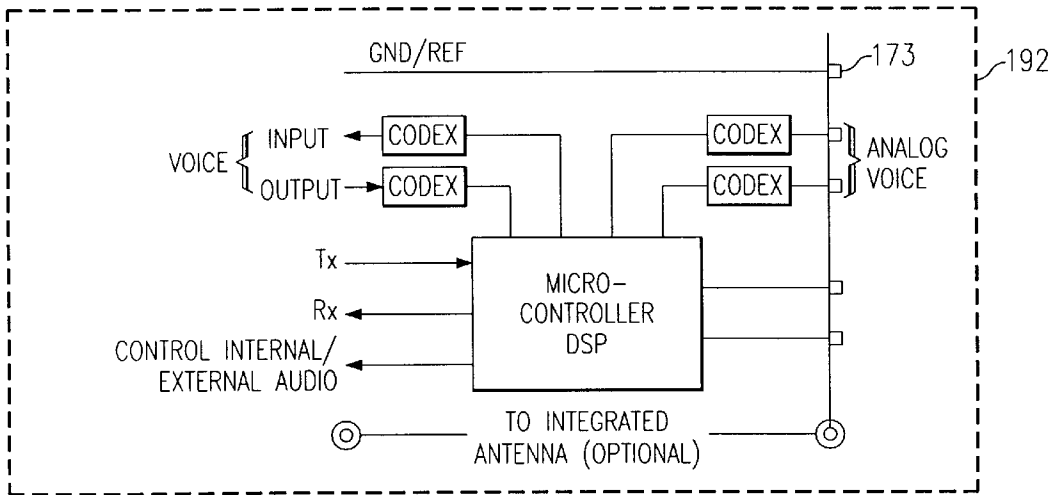 GND/REF
173
192
VOICE
INPUT
CODEX
CODEX
ANALOG
VOICE
OUTPUT
CODEX
CODEX
Tx
Rx
MICRO-
CONTROLLER
DSP
CONTROL INTERNAL/
EXTERNAL AUDIO
TO INTEGRATED
ANTENNA (OPTIONAL)